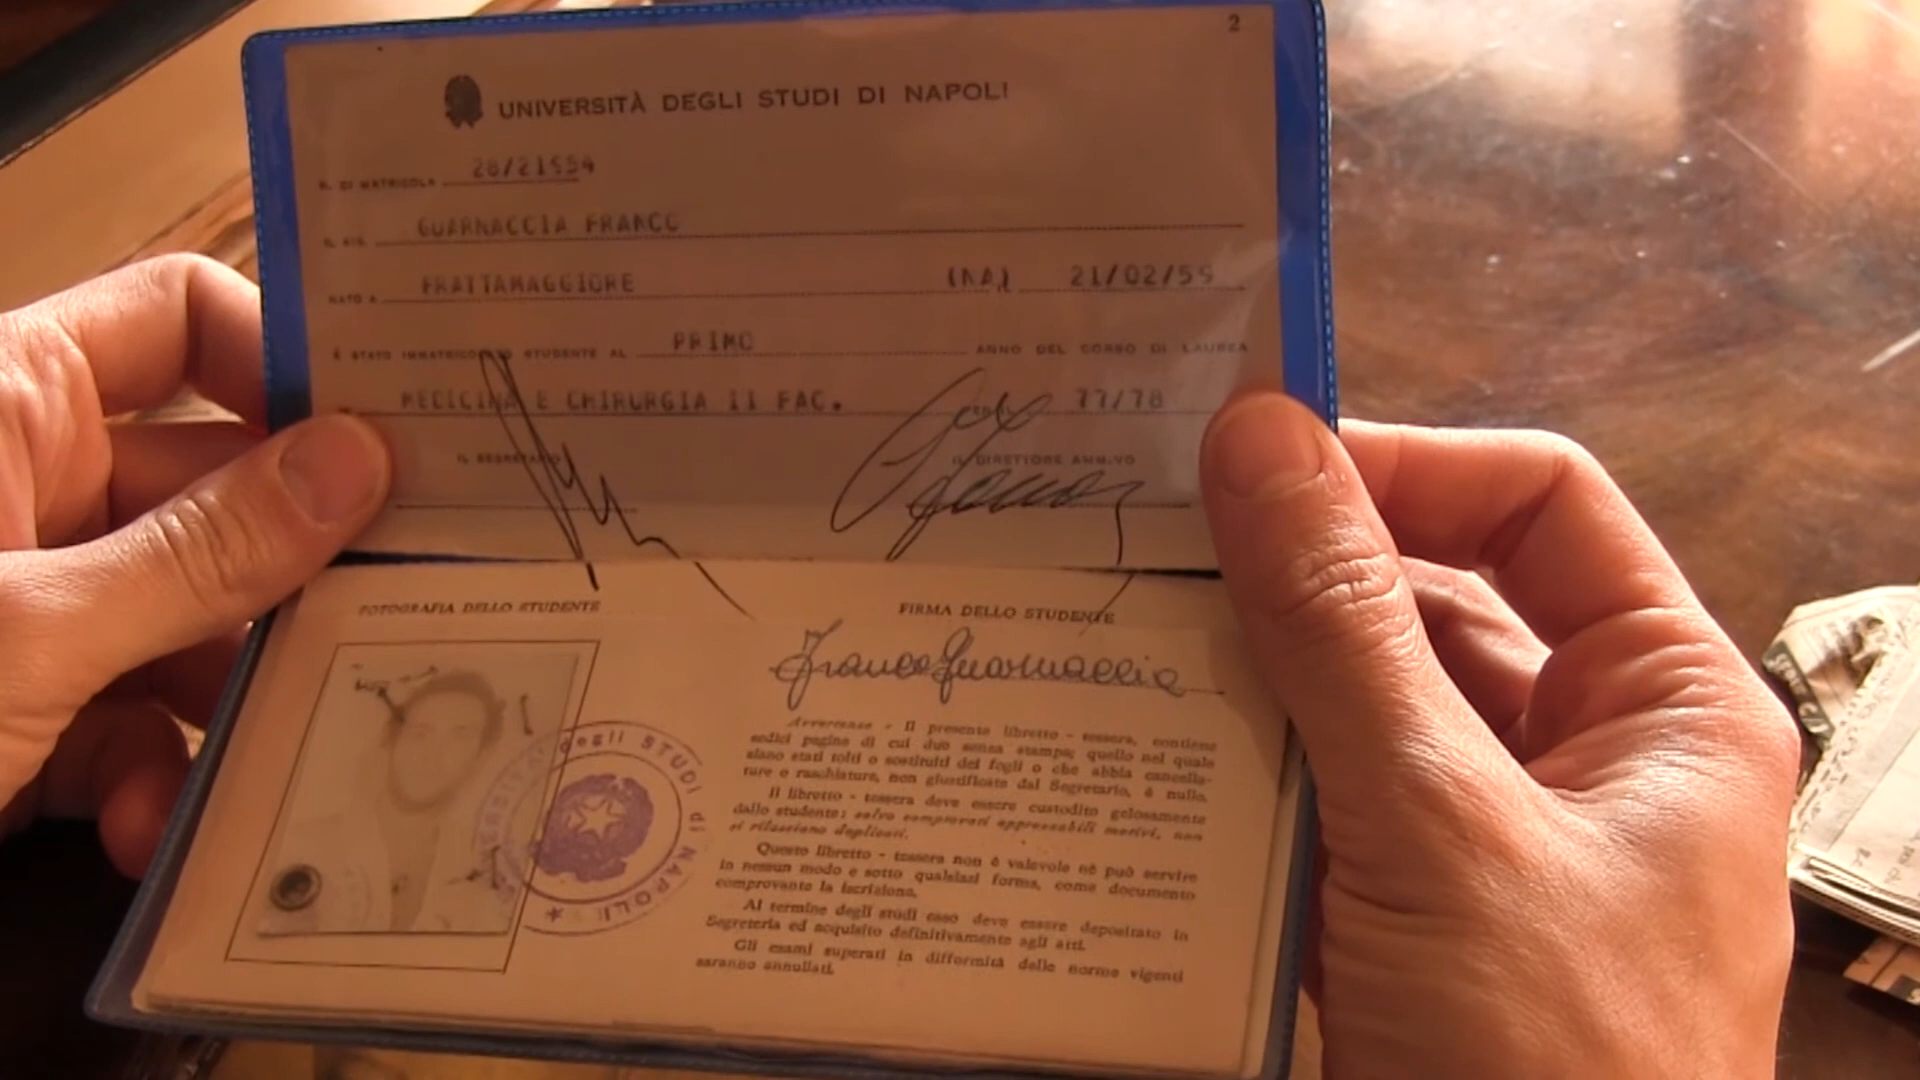 2
UNIVERSITÀ DEGLI STUDI DI NAPOLI
N. DI MATRICOLA 28/21554
IL SIG. GUARNACCIA FRANCO
NATO A FRATTAMAGGIORE (NA) 21/02/55
È STATO IMMATRICOLATO STUDENTE AL PRIMO ANNO DEL CORSO DI LAUREA
MEDICINA E CHIRURGIA II FAC. 77/78
IL SEGRETARIO IL DIRETTORE AMM.VO
FOTOGRAFIA DELLO STUDENTE FIRMA DELLO STUDENTE
Franco Guarnaccia
Avvertenze - Il presente libretto - tessera, contiene
sedici pagine di cui due senza stampa; quello nel quale
siano stati tolti o sostituiti dei fogli o che abbia cancella-
ture o raschiature, non giustificate dal Segretario, è nullo.
Il libretto - tessera deve essere custodito gelosamente
dallo studente; salvo comprovati apprezzabili motivi, non
si rilasciano duplicati.
Questo libretto - tessera non è valevole nè può servire
in nessun modo e sotto qualsiasi forma, come documento
comprovante la iscrizione.
Al termine degli studi esso deve essere depositato in
Segreteria ed acquisito definitivamente agli atti.
Gli esami superati in difformità delle norme vigenti
saranno annullati.
degli STUDI di NAPOLI
SERIE C/